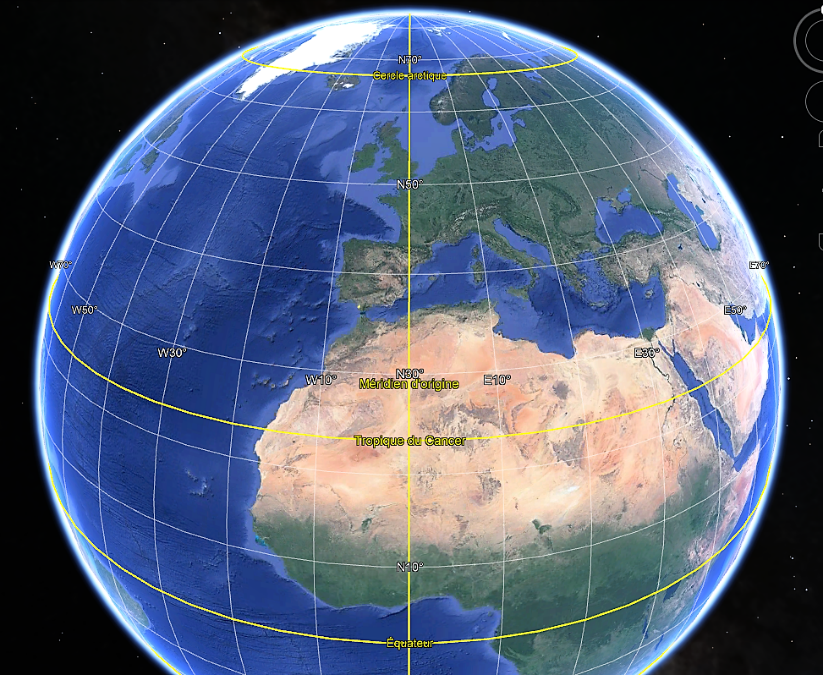 N70°
Cercle arctique
N50°
W70°
E70°
W50°
E50°
W30°
E30°
N30°
W10°
E10°
Méridien d'origine
Tropique du Cancer
N10°
Équateur